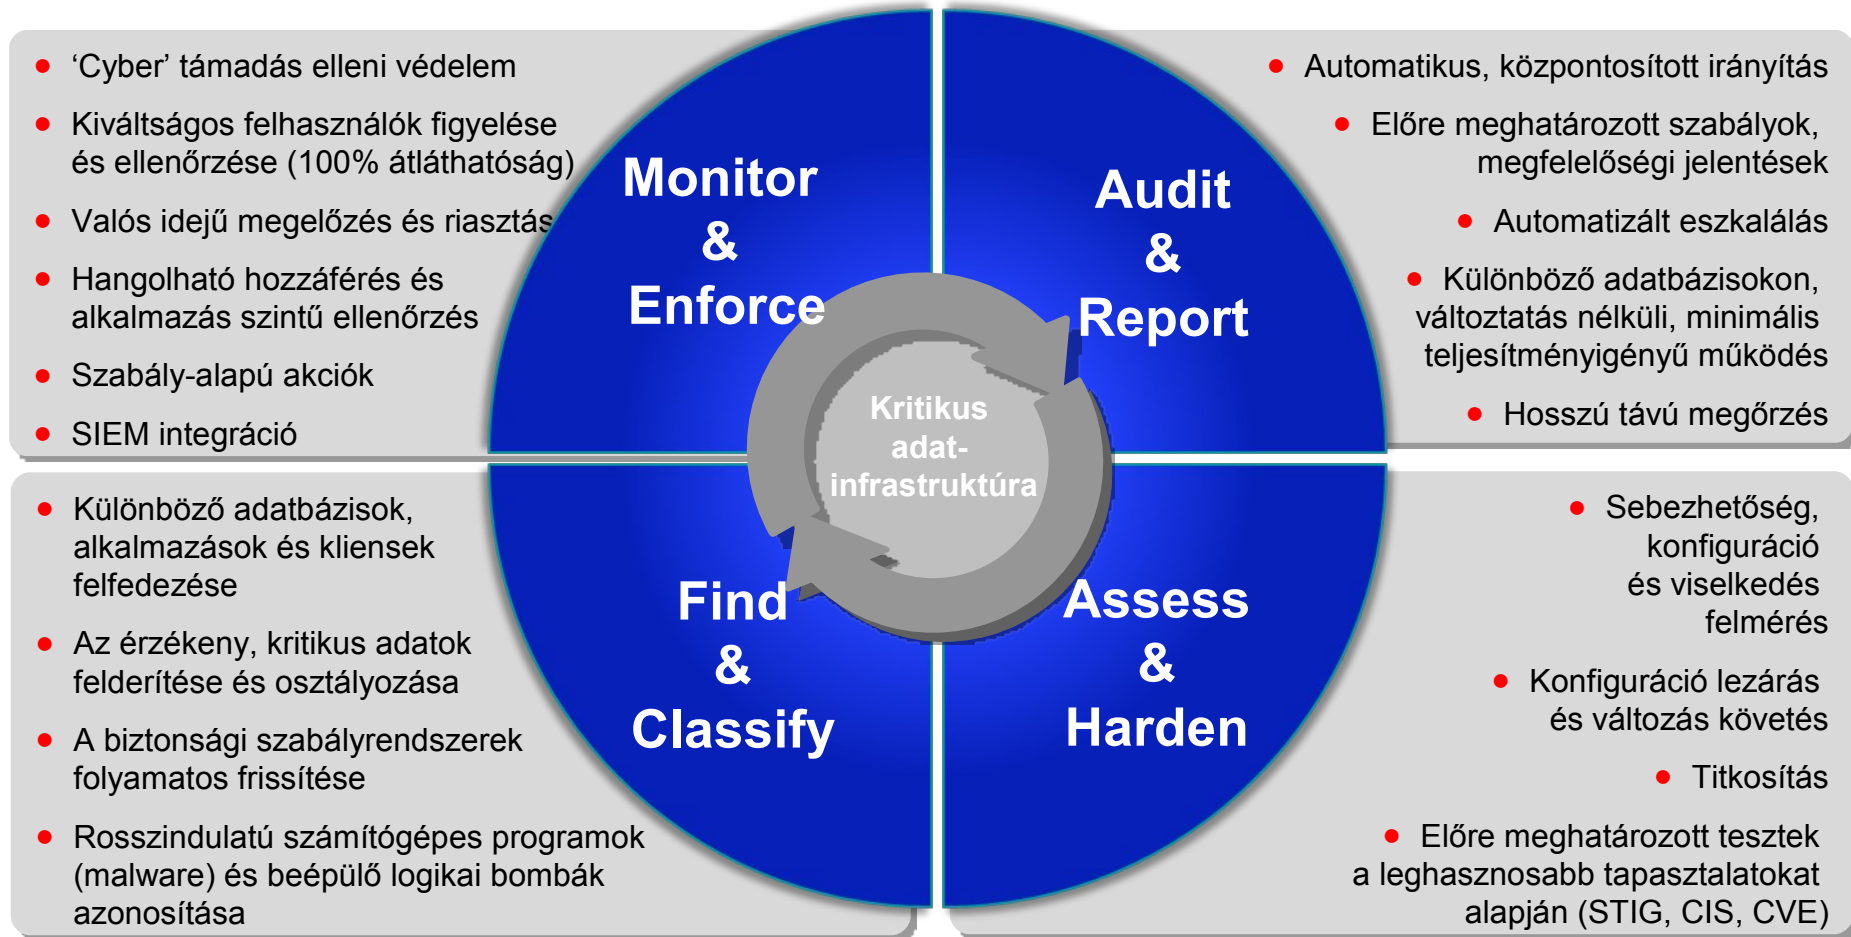 ‘Cyber’ támadás elleni védelem
Kiváltságos felhasználók figyelése
és ellenőrzése (100% átláthatóság)
Valós idejű megelőzés és riasztás
Hangolható hozzáférés és
alkalmazás szintű ellenőrzés
Szabály-alapú akciók
SIEM integráció
Monitor
&
Enforce
Audit
&
Report
Automatikus, központosított irányítás
Előre meghatározott szabályok,
megfelelőségi jelentések
Automatizált eszkalálás
Különböző adatbázisokon,
változtatás nélküli, minimális
teljesítményigényű működés
Hosszú távú megőrzés
Kritikus
adat-
infrastruktúra
Különböző adatbázisok,
alkalmazások és kliensek
felfedezése
Az érzékeny, kritikus adatok
felderítése és osztályozása
A biztonsági szabályrendszerek
folyamatos frissítése
Rosszindulatú számítógépes programok
(malware) és beépülő logikai bombák
azonosítása
Find
&
Classify
Assess
&
Harden
Sebezhetőség,
konfiguráció
és viselkedés
felmérés
Konfiguráció lezárás
és változás követés
Titkosítás
Előre meghatározott tesztek
a leghasznosabb tapasztalatokat
alapján (STIG, CIS, CVE)